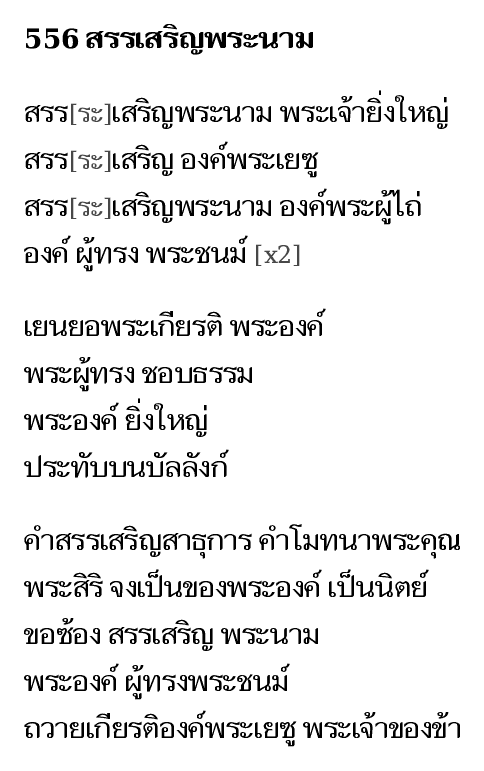 556 สรรเสริญพระนาม
สรร[ระ]เสริญพระนาม พระเจ้ายิ่งใหญ่
สรร[ระ]เสริญ องค์พระเยซู
สรร[ระ]เสริญพระนาม องค์พระผู้ไถ่
องค์ ผู้ทรง พระชนม์ [x2]
เยนยอพระเกียรติ พระองค์
พระผู้ทรง ชอบธรรม
พระองค์ ยิ่งใหญ่
ประทับบนบัลลังก์
คำสรรเสริญสาธุการ คำโมทนาพระคุณ
พระสิริ จงเป็นของพระองค์ เป็นนิตย์
ขอซ้อง สรรเสริญ พระนาม
พระองค์ ผู้ทรงพระชนม์
ถวายเกียรติองค์พระเยซู พระเจ้าของข้า